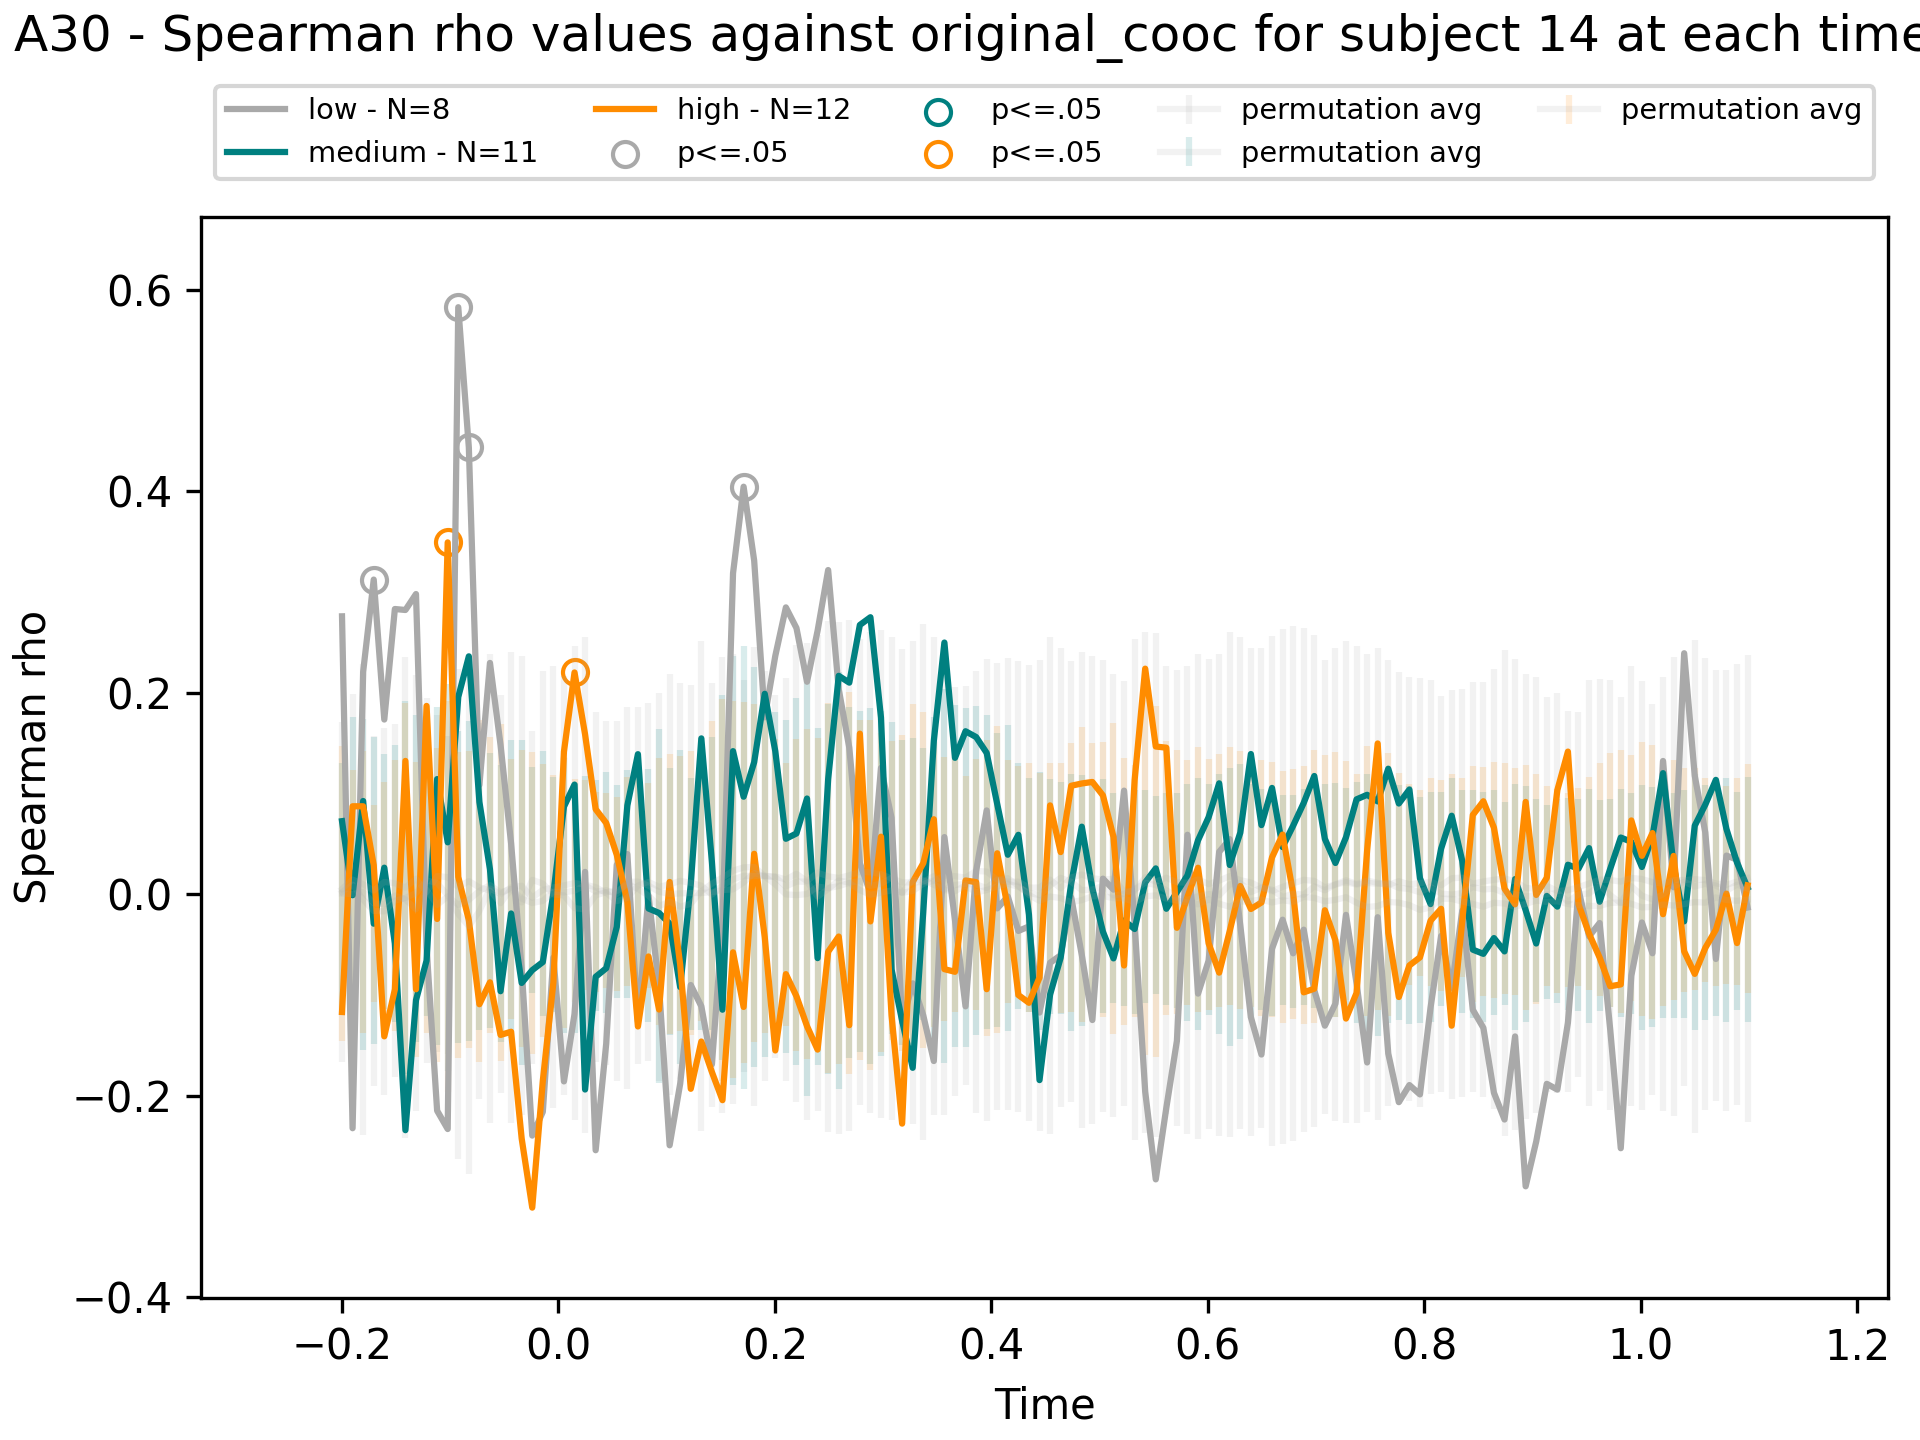 A30 - Spearman rho values against original_cooc for subject 14 at each time
low - N=8
medium - N=11
high - N=12
p<=.05
p<=.05
p<=.05
permutation avg
permutation avg
permutation avg
Spearman rho
0.6
0.4
0.2
0.0
−0.2
−0.4
−0.2
0.0
0.2
0.4
0.6
0.8
1.0
1.2
Time